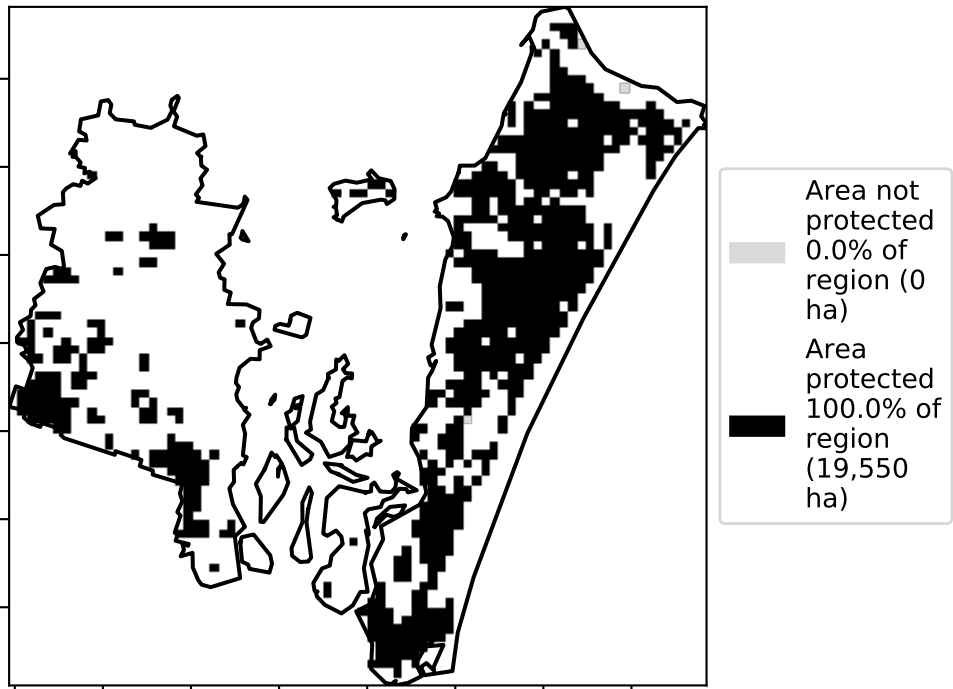 Area not
protected
0.0% of
region (0
ha)
Area
protected
100.0% of
region
(19,550
ha)